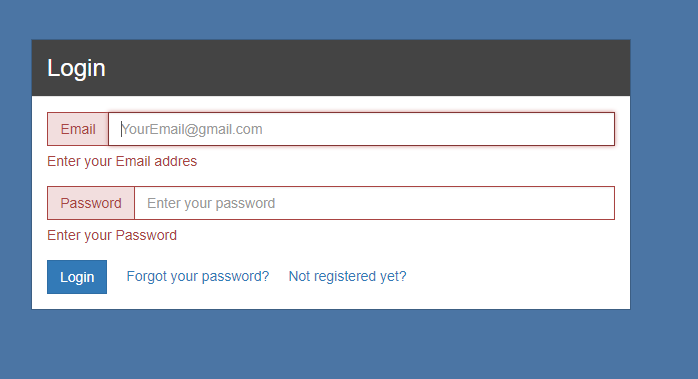 Login
Email YourEmail@gmail.com
Enter your Email addres
Password Enter your password
Enter your Password
Login Forgot your password? Not registered yet?